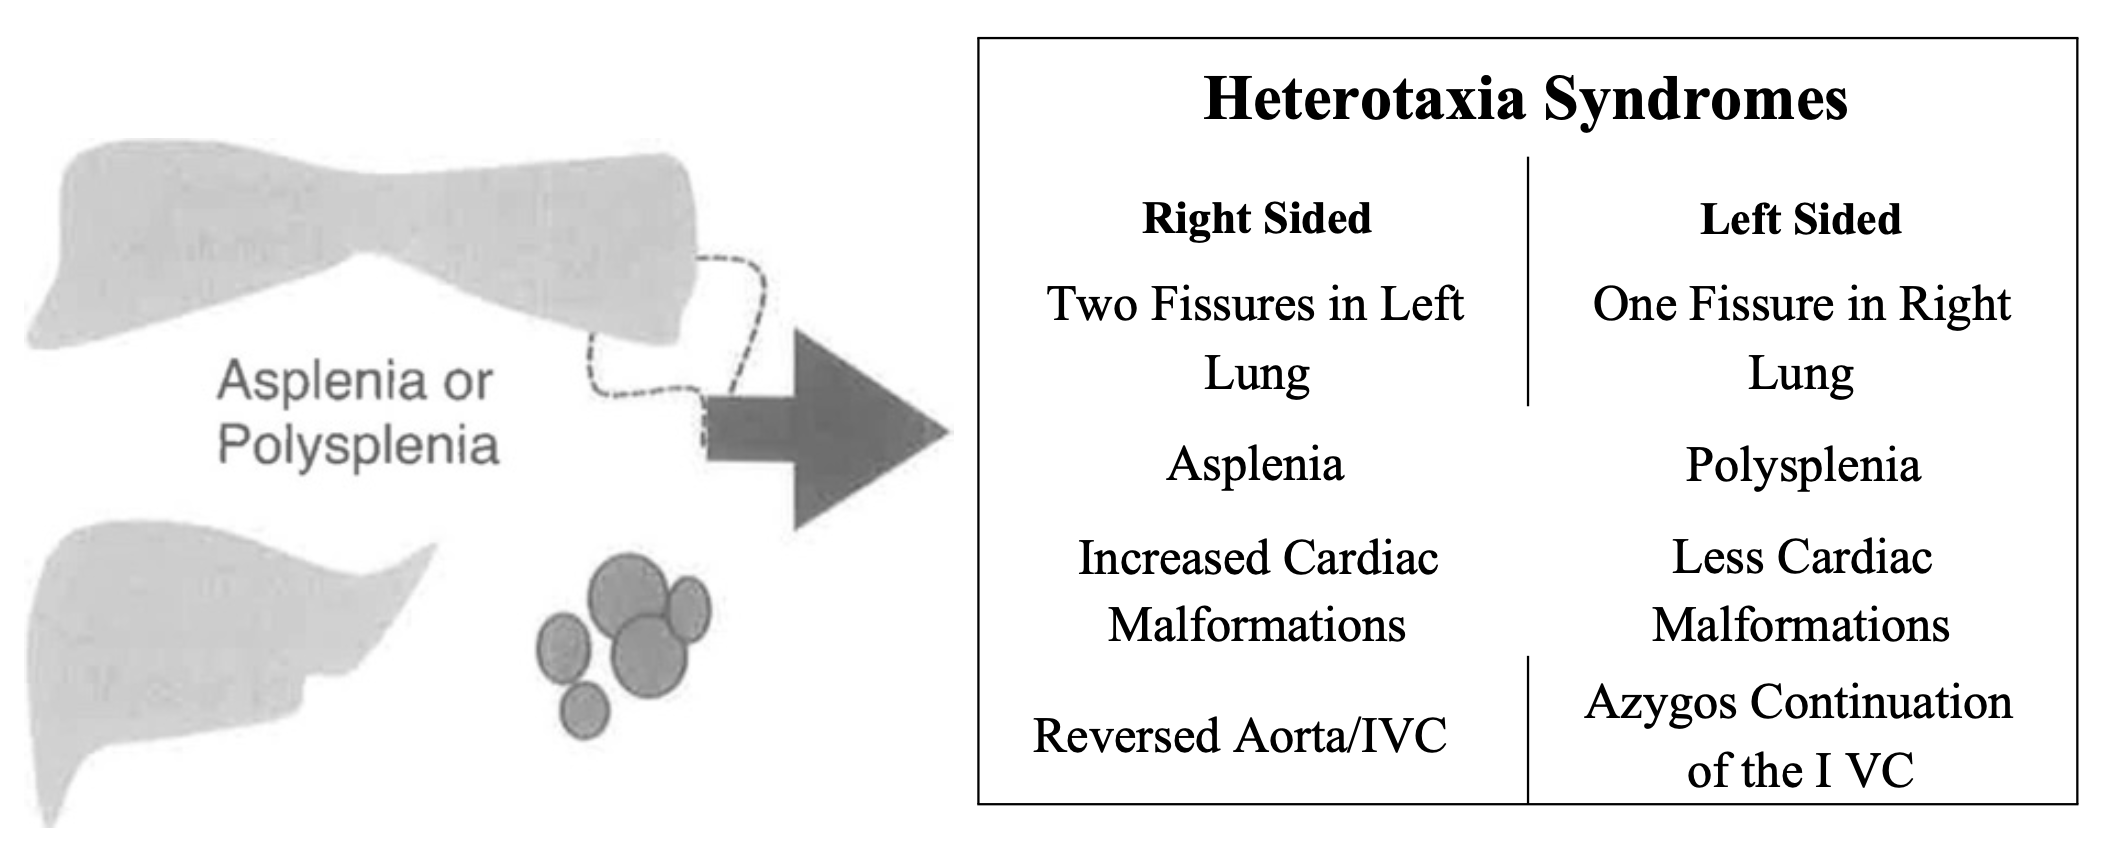 Asplenia or
Polysplenia
Heterotaxia Syndromes
Right Sided
Left Sided
Two Fissures in Left
Lung
One Fissure in Right
Lung
Asplenia
Polysplenia
Increased Cardiac
Malformations
Less Cardiac
Malformations
Reversed Aorta/IVC
Azygos Continuation
of the I VC